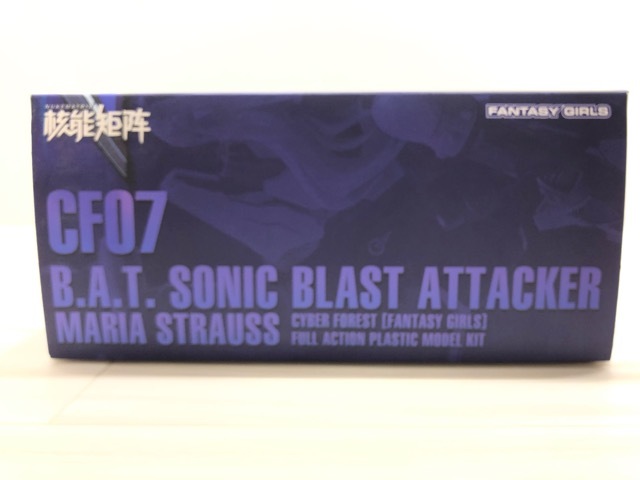 NUKEMATRIX
核能矩阵
FANTASY GIRLS
CF07
B.A.T. SONIC BLAST ATTACKER
MARIA STRAUSS
CYBER FOREST [FANTASY GIRLS]
FULL ACTION PLASTIC MODEL KIT